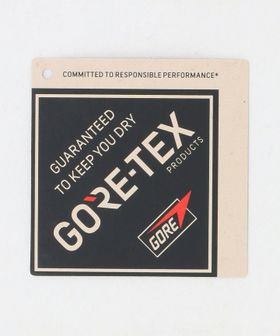 COMMITTED TO RESPONSIBLE PERFORMANCE*
GUARANTEED
TO KEEP YOU DRY
GORE-TEX
PRODUCTS
GORE